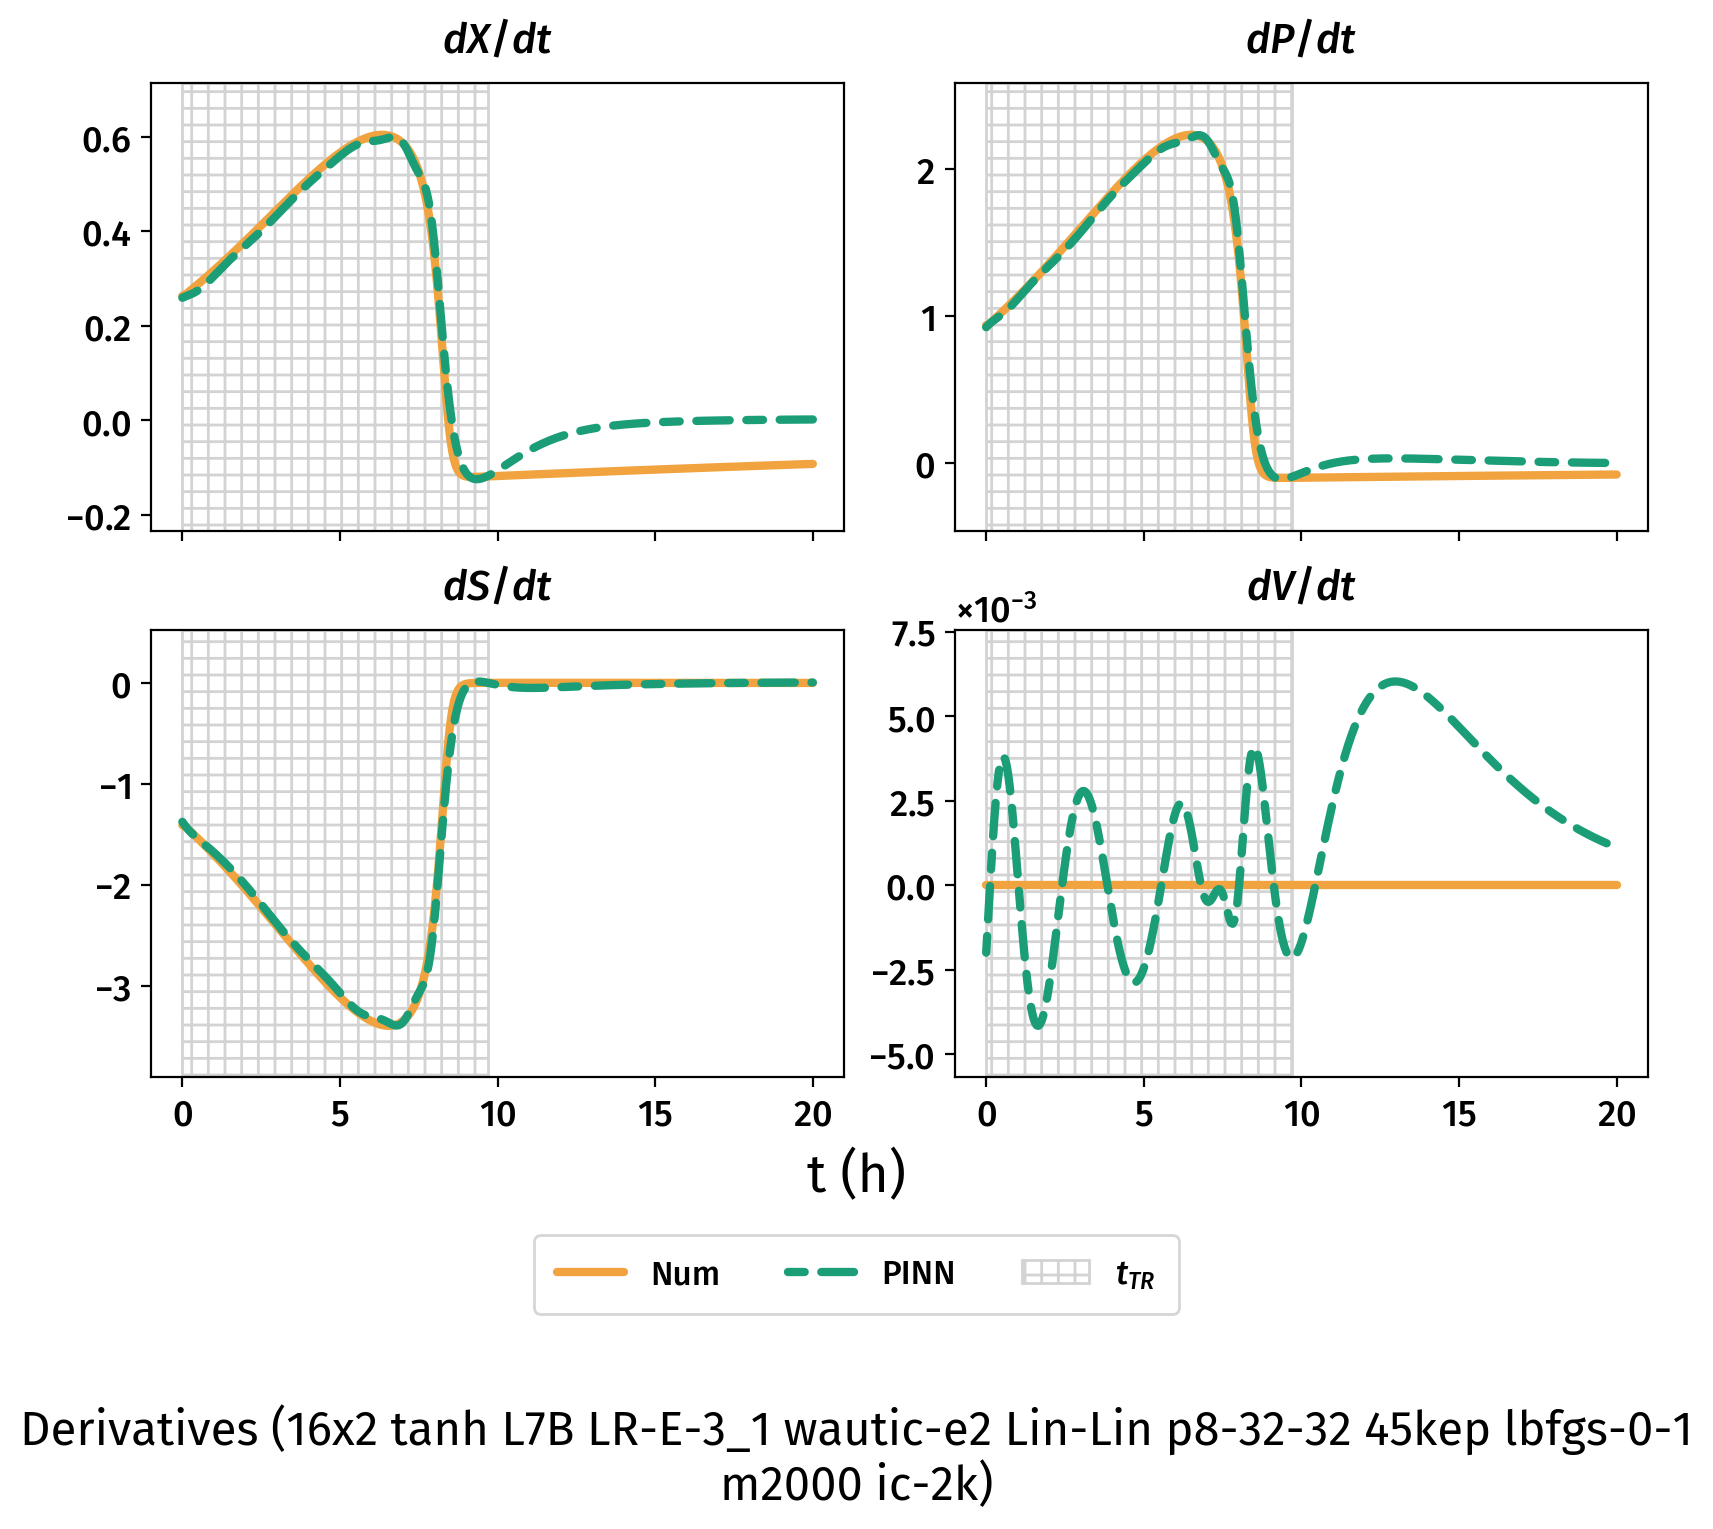 dX/dt
dP/dt
0.6
0.4
0.2
0.0
−0.2
2
1
0
dS/dt
dV/dt
×10⁻³
0
−1
−2
−3
7.5
5.0
2.5
0.0
−2.5
−5.0
0 5 10 15 20
0 5 10 15 20
t (h)
Num PINN t_TR
Derivatives (16x2 tanh L7B LR-E-3_1 wautic-e2 Lin-Lin p8-32-32 45kep lbfgs-0-1
m2000 ic-2k)